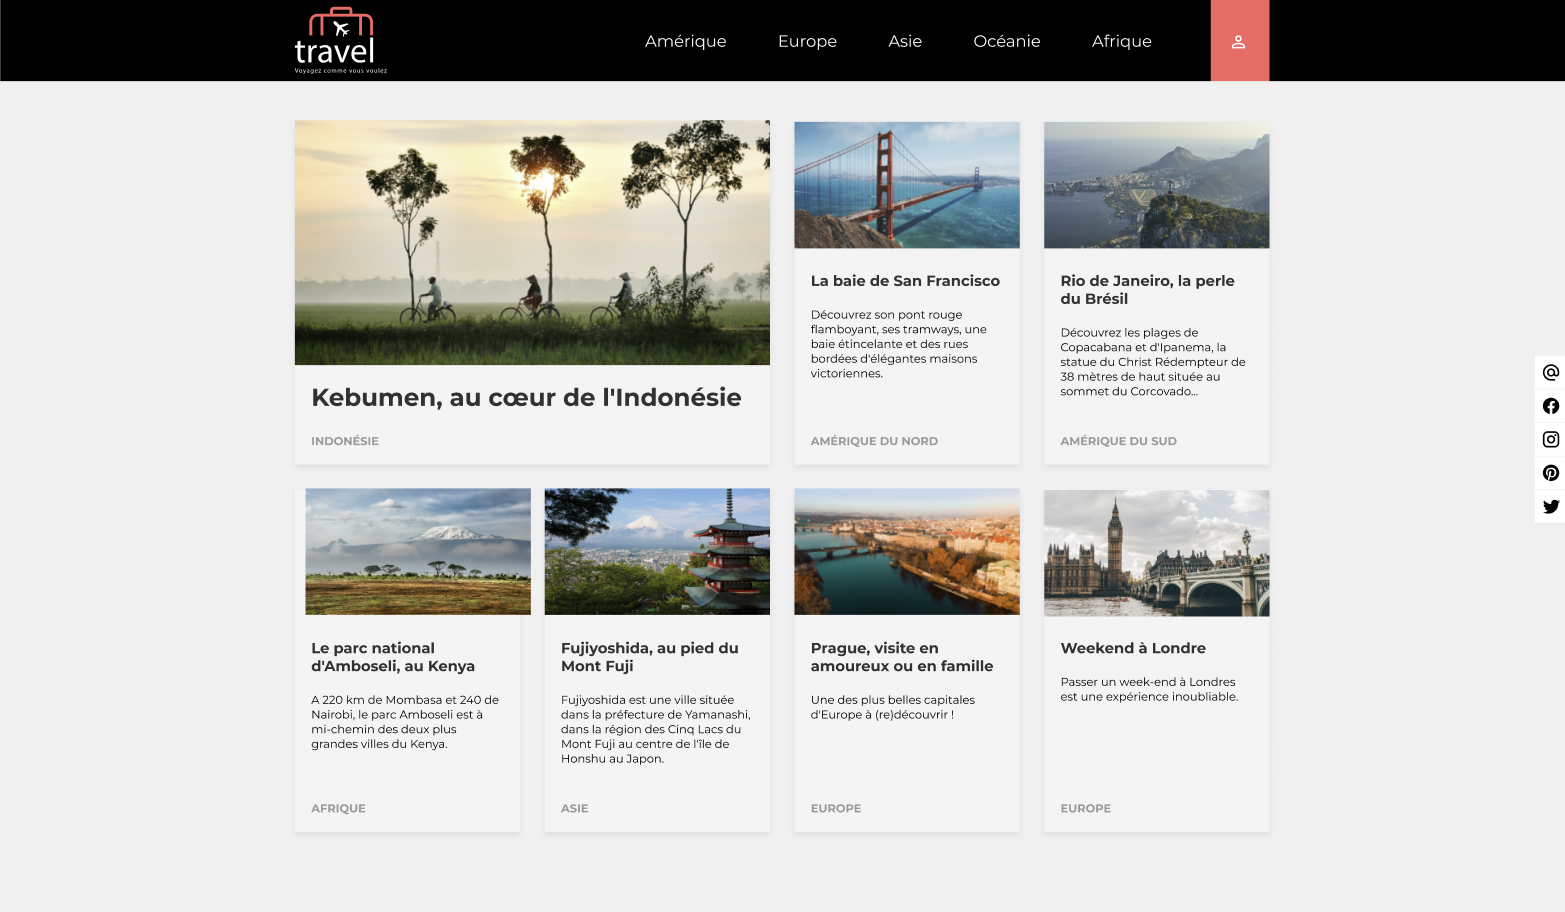 travel
Voyagez comme vous voulez
Amérique
Europe
Asie
Océanie
Afrique
Kebumen, au cœur de l'Indonésie
INDONÉSIE
La baie de San Francisco
Découvrez son pont rouge
flamboyant, ses tramways, une
baie étincelante et des rues
bordées d'élégantes maisons
victoriennes.
AMÉRIQUE DU NORD
Rio de Janeiro, la perle
du Brésil
Découvrez les plages de
Copacabana et d'Ipanema, la
statue du Christ Rédempteur de
38 mètres de haut située au
sommet du Corcovado...
AMÉRIQUE DU SUD
Le parc national
d'Amboseli, au Kenya
A 220 km de Mombasa et 240 de
Nairobi, le parc Amboseli est à
mi-chemin des deux plus
grandes villes du Kenya.
AFRIQUE
Fujiyoshida, au pied du
Mont Fuji
Fujiyoshida est une ville située
dans la préfecture de Yamanashi,
dans la région des Cinq Lacs du
Mont Fuji au centre de l'île de
Honshu au Japon.
ASIE
Prague, visite en
amoureux ou en famille
Une des plus belles capitales
d'Europe à (re)découvrir !
EUROPE
Weekend à Londre
Passer un week-end à Londres
est une expérience inoubliable.
EUROPE